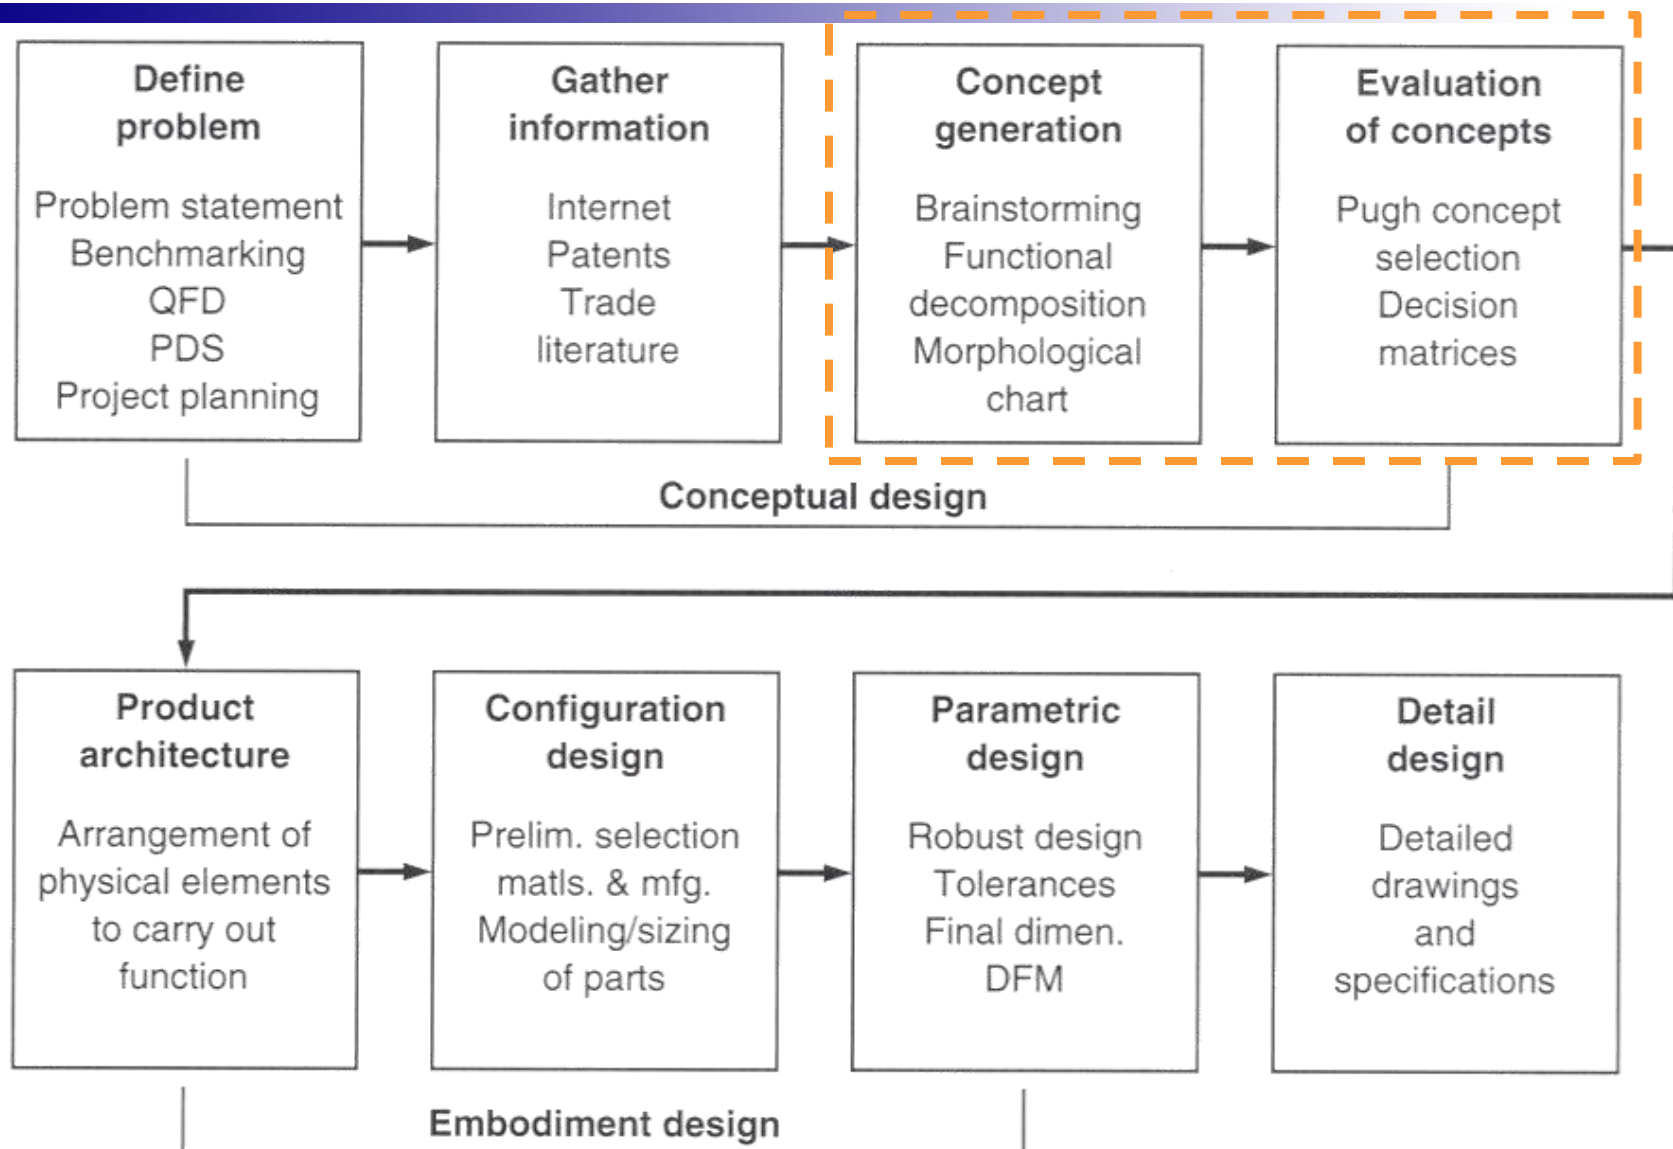 Define
problem
Problem statement
Benchmarking
QFD
PDS
Project planning
Gather
information
Internet
Patents
Trade
literature
Concept
generation
Brainstorming
Functional
decomposition
Morphological
chart
Evaluation
of concepts
Pugh concept
selection
Decision
matrices
Conceptual design
Product
architecture
Arrangement of
physical elements
to carry out
function
Configuration
design
Prelim. selection
matls. & mfg.
Modeling/sizing
of parts
Parametric
design
Robust design
Tolerances
Final dimen.
DFM
Detail
design
Detailed
drawings
and
specifications
Embodiment design